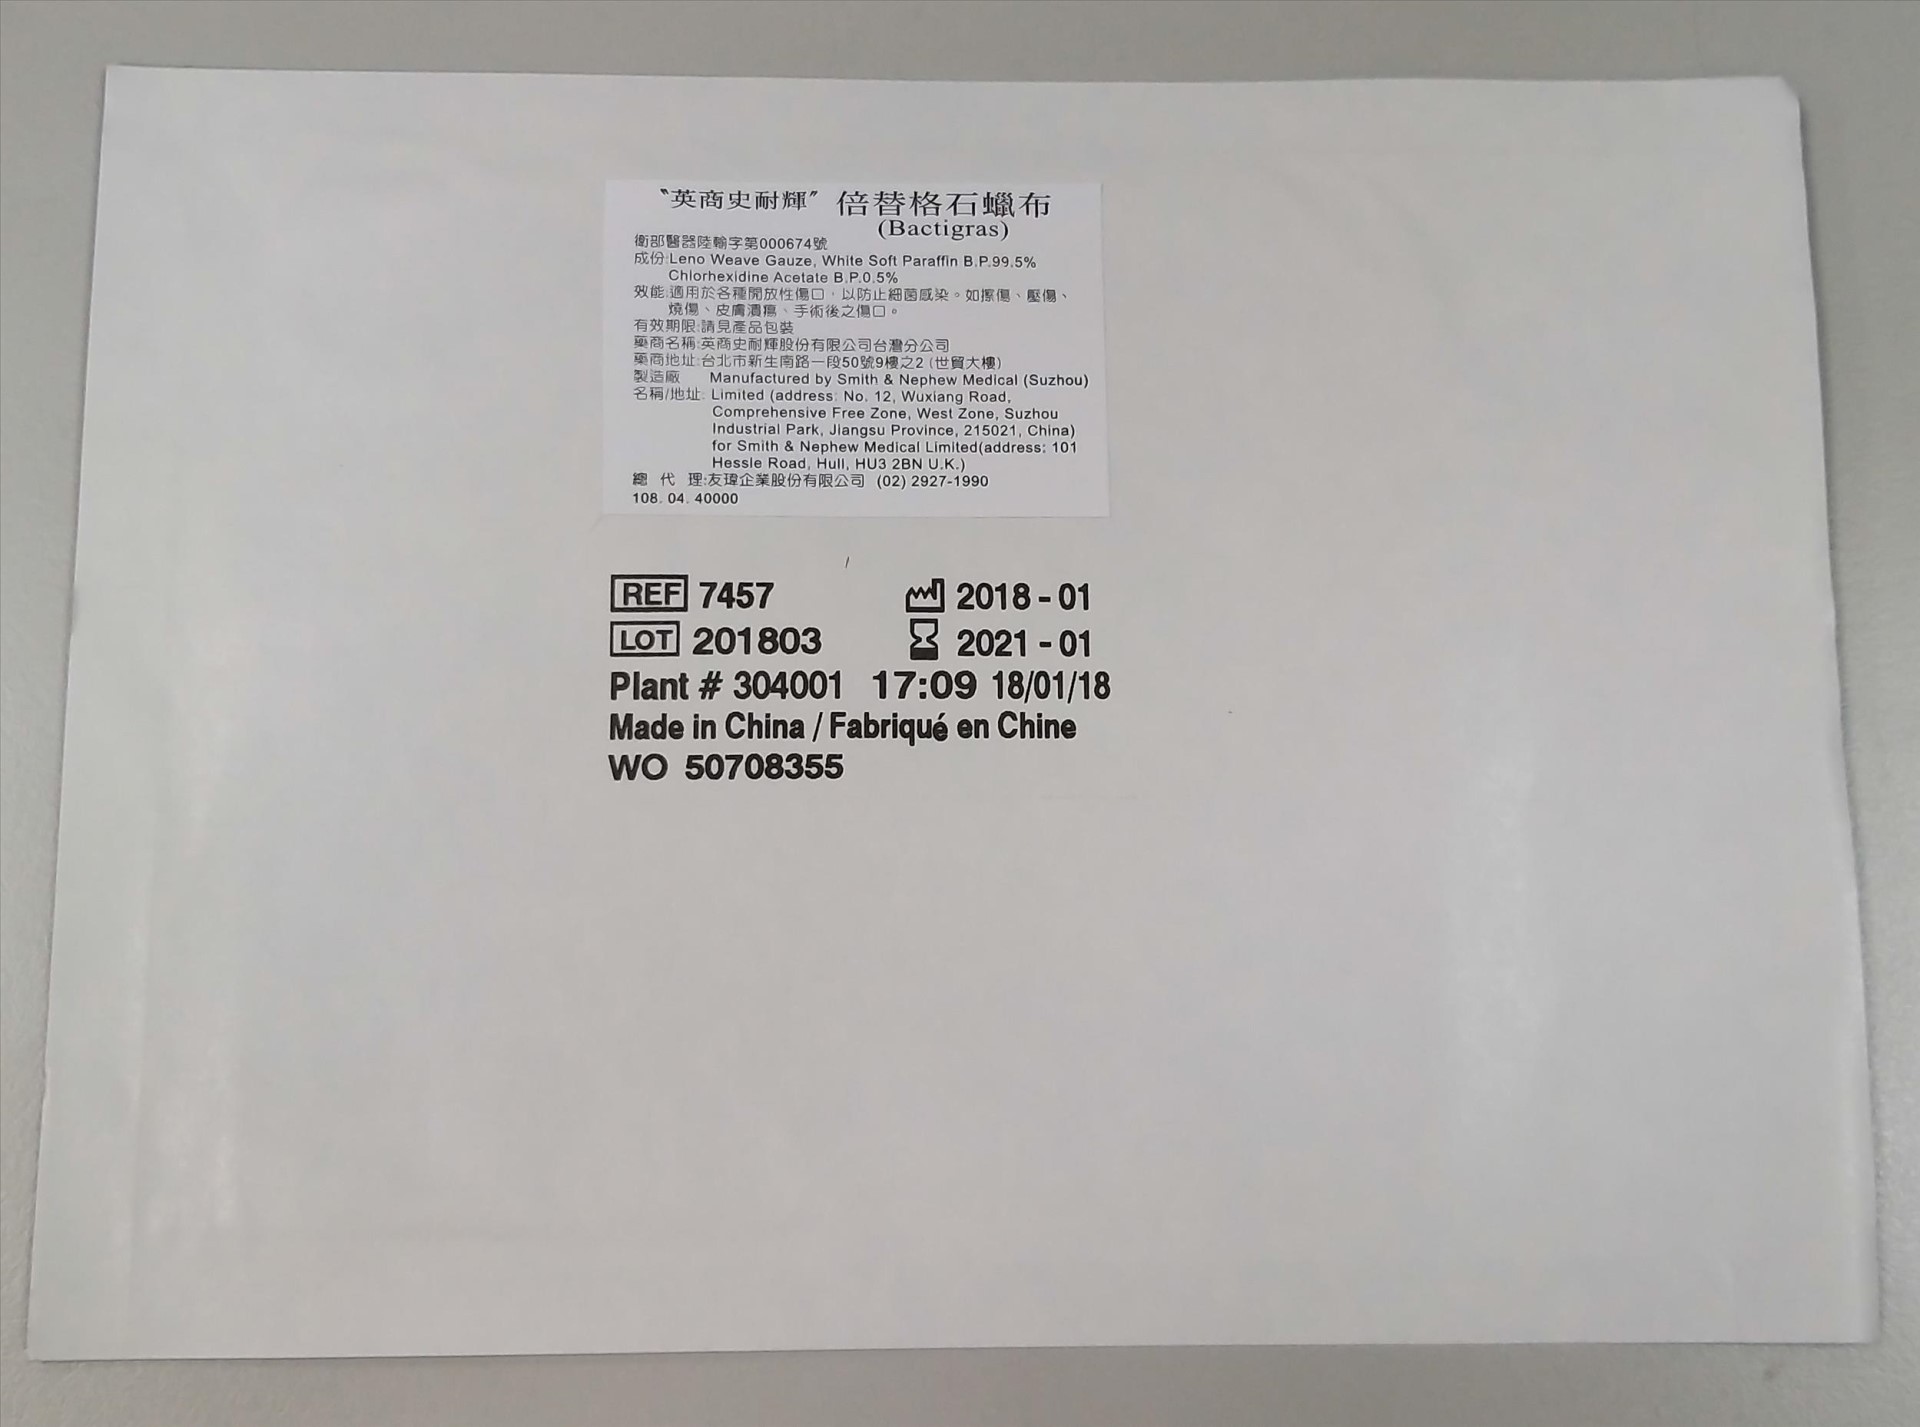 〝英商史耐輝〞倍替格石蠟布
(Bactigras)
衛部醫器陸輸字第000674號
成份:Leno Weave Gauze, White Soft Paraffin B.P.99.5%
Chlorhexidine Acetate B.P.0.5%
效能:適用於各種開放性傷口，以防止細菌感染。如擦傷、壓傷、
燒傷、皮膚潰瘍、手術後之傷口。
有效期限:請見產品包裝
藥商名稱:英商史耐輝股份有限公司台灣分公司
藥商地址:台北市新生南路一段50號9樓之2 (世貿大樓)
製造廠 Manufactured by Smith & Nephew Medical (Suzhou)
名稱/地址: Limited (address: No. 12, Wuxiang Road,
Comprehensive Free Zone, West Zone, Suzhou
Industrial Park, Jiangsu Province, 215021, China)
for Smith & Nephew Medical Limited(address: 101
Hessle Road, Hull, HU3 2BN U.K.)
總 代 理:友瑋企業股份有限公司 (02) 2927-1990
108. 04. 40000
REF 7457 2018 - 01
LOT 201803 2021 - 01
Plant # 304001 17:09 18/01/18
Made in China / Fabriqué en Chine
WO 50708355